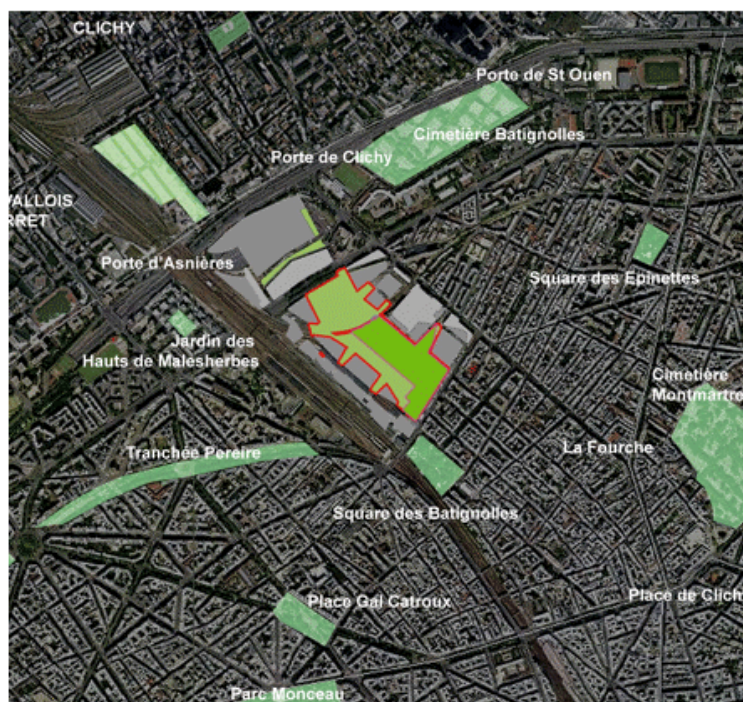 CLICHY
Porte de St Ouen
Cimetière Batignolles
Porte de Clichy
VALLOIS
RRET
Porte d'Asnières
Square des Epinettes
Jardin des
Hauts de Malesherbes
Cimetière
Montmartre
La Fourche
Tranchée Pereire
Square des Batignolles
Place Gal Catroux
Place de Clich
Parc Monceau